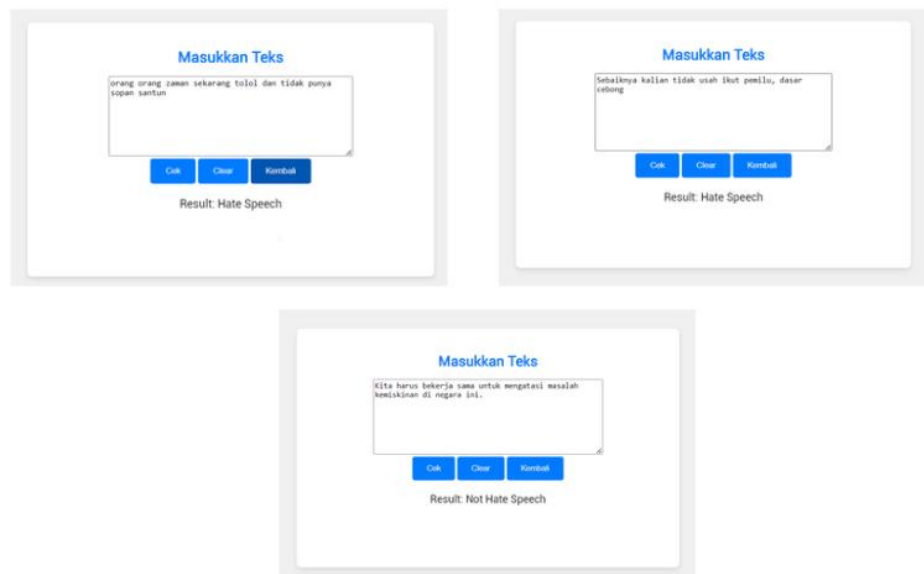 Masukkan Teks
orang orang zaman sekarang tolol dan tidak punya
sopan santun
Cek Clear Kembali
Result: Hate Speech
Masukkan Teks
Sebaiknya kalian tidak usah ikut pemilu, dasar
cebong
Cek Clear Kembali
Result: Hate Speech
Masukkan Teks
Kita harus bekerja sama untuk mengatasi masalah
kemiskinan di negara ini.
Cek Clear Kembali
Result: Not Hate Speech